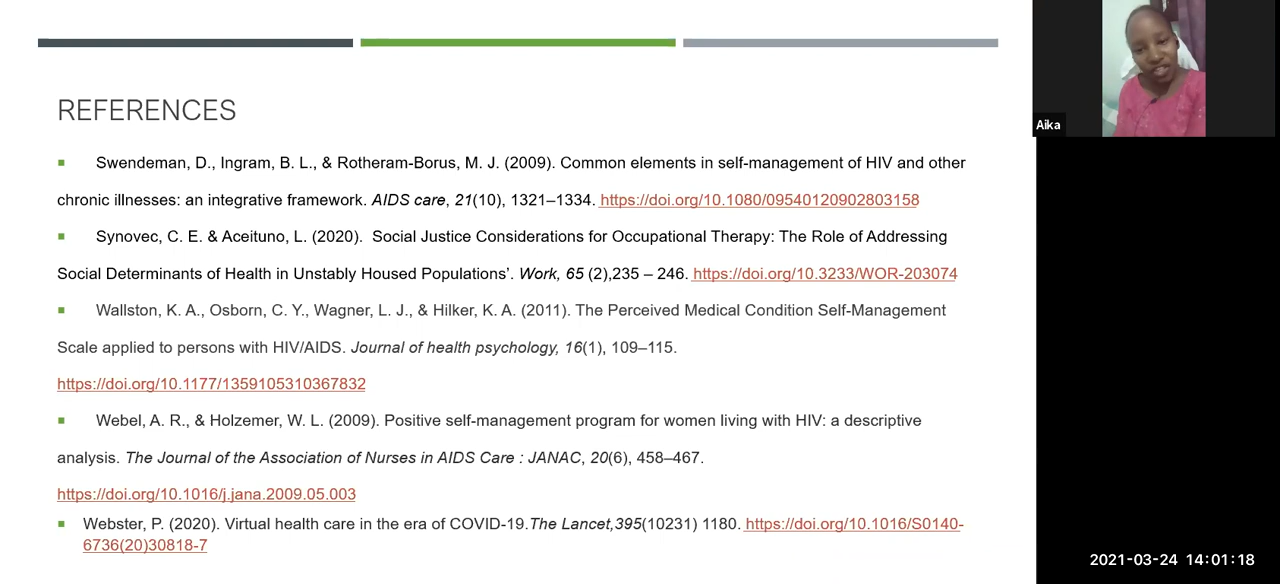 REFERENCES
Swendeman, D., Ingram, B. L., & Rotheram-Borus, M. J. (2009). Common elements in self-management of HIV and other
chronic illnesses: an integrative framework. AIDS care, 21(10), 1321–1334. https://doi.org/10.1080/09540120902803158
Synovec, C. E. & Aceituno, L. (2020).  Social Justice Considerations for Occupational Therapy: The Role of Addressing
Social Determinants of Health in Unstably Housed Populations’. Work, 65 (2),235 – 246. https://doi.org/10.3233/WOR-203074
Wallston, K. A., Osborn, C. Y., Wagner, L. J., & Hilker, K. A. (2011). The Perceived Medical Condition Self-Management
Scale applied to persons with HIV/AIDS. Journal of health psychology, 16(1), 109–115.
https://doi.org/10.1177/1359105310367832
Webel, A. R., & Holzemer, W. L. (2009). Positive self-management program for women living with HIV: a descriptive
analysis. The Journal of the Association of Nurses in AIDS Care : JANAC, 20(6), 458–467.
https://doi.org/10.1016/j.jana.2009.05.003
Webster, P. (2020). Virtual health care in the era of COVID-19.The Lancet,395(10231) 1180. https://doi.org/10.1016/S0140-
6736(20)30818-7
Aika
2021-03-24 14:01:18